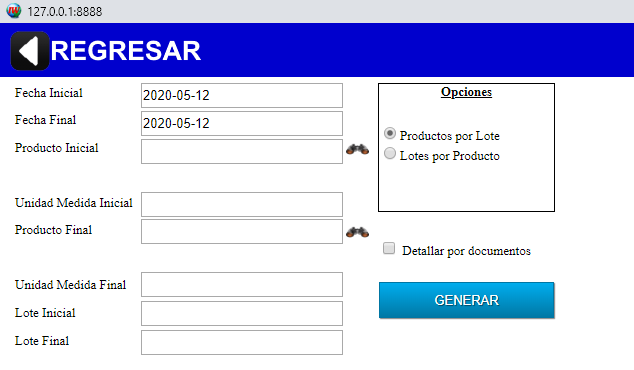 127.0.0.1:8888
REGRESAR
Fecha Inicial 2020-05-12
Fecha Final 2020-05-12
Producto Inicial
Unidad Medida Inicial
Producto Final
Unidad Medida Final
Lote Inicial
Lote Final
Opciones
Productos por Lote
Lotes por Producto
Detallar por documentos
GENERAR